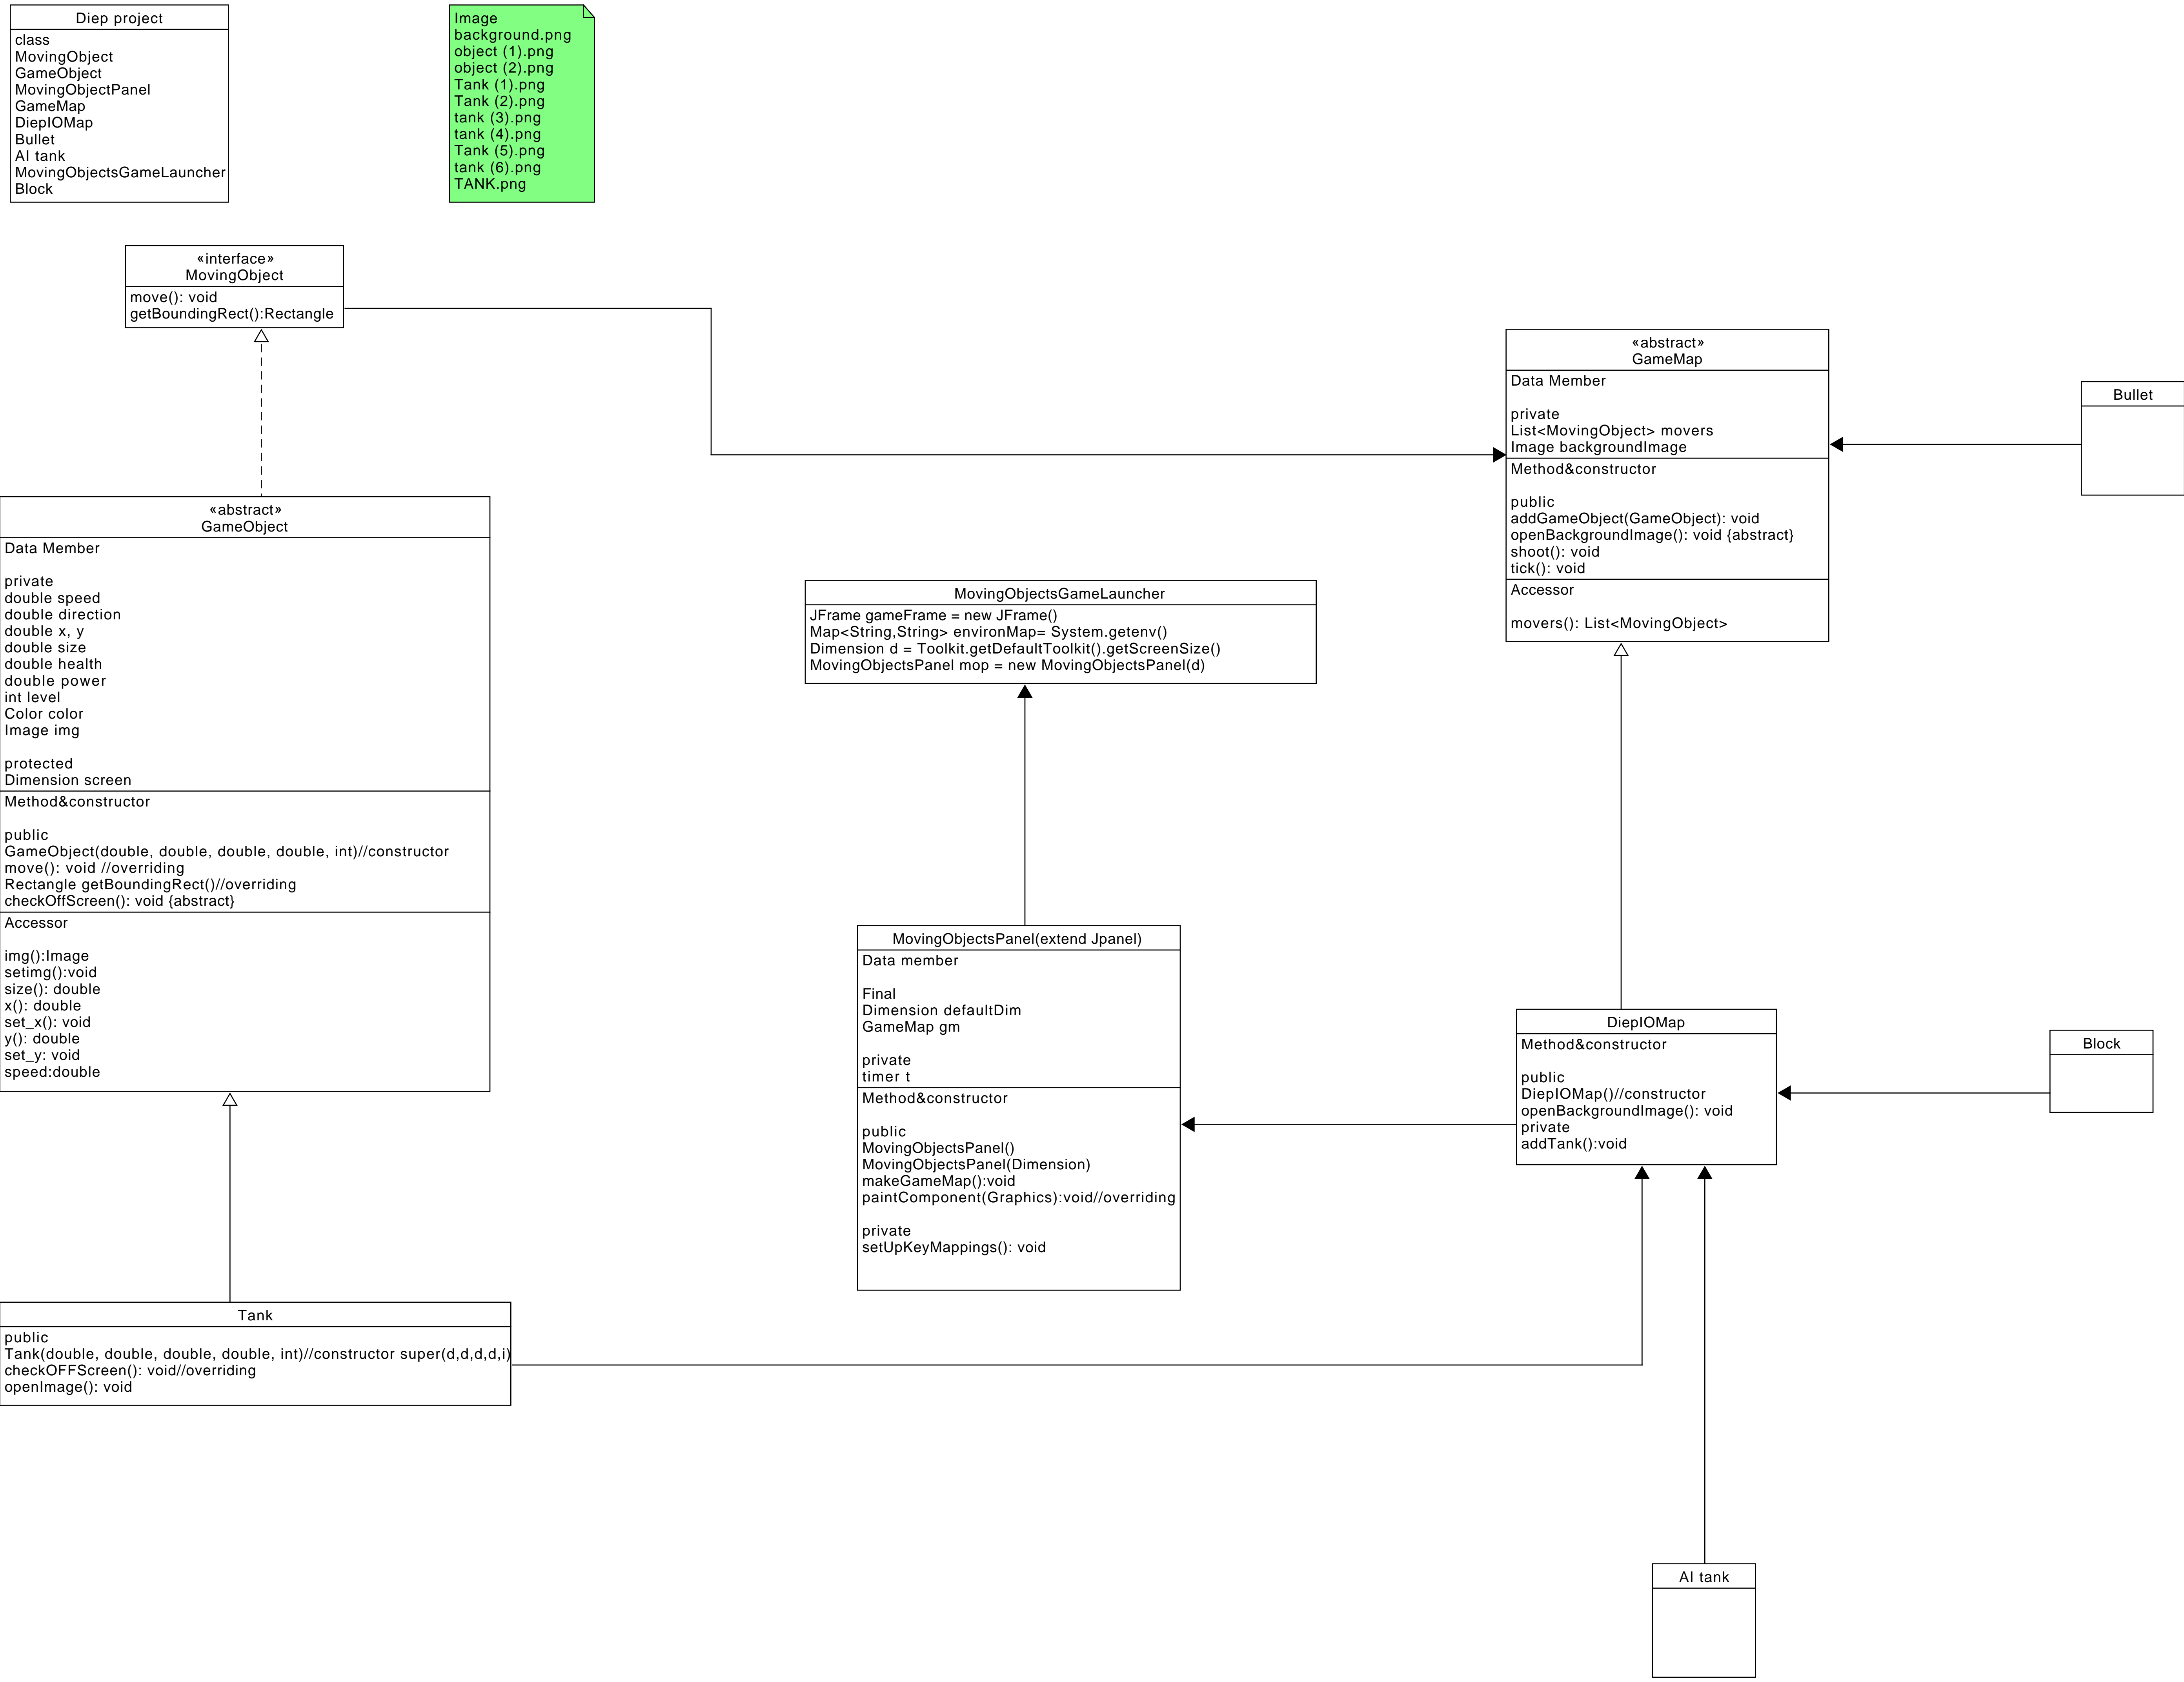 Diep project
class
MovingObject
GameObject
MovingObjectPanel
GameMap
DiepIOMap
Bullet
AI tank
MovingObjectsGameLauncher
Block
Image
background.png
object (1).png
object (2).png
Tank (1).png
Tank (2).png
tank (3).png
tank (4).png
Tank (5).png
tank (6).png
TANK.png
«interface»
MovingObject
move(): void
getBoundingRect():Rectangle
«abstract»
GameMap
Data Member
private
List<MovingObject> movers
Image backgroundImage
Method&constructor
public
addGameObject(GameObject): void
openBackgroundImage(): void {abstract}
shoot(): void
tick(): void
Accessor
movers(): List<MovingObject>
Bullet
«abstract»
GameObject
Data Member
private
double speed
double direction
double x, y
double size
double health
double power
int level
Color color
Image img
protected
Dimension screen
Method&constructor
public
GameObject(double, double, double, double, int)//constructor
move(): void //overriding
Rectangle getBoundingRect()//overriding
checkOffScreen(): void {abstract}
Accessor
img():Image
setimg():void
size(): double
x(): double
set_x(): void
y(): double
set_y: void
speed:double
MovingObjectsGameLauncher
JFrame gameFrame = new JFrame()
Map<String,String> environMap= System.getenv()
Dimension d = Toolkit.getDefaultToolkit().getScreenSize()
MovingObjectsPanel mop = new MovingObjectsPanel(d)
MovingObjectsPanel(extend Jpanel)
Data member
Final
Dimension defaultDim
GameMap gm
private
timer t
Method&constructor
public
MovingObjectsPanel()
MovingObjectsPanel(Dimension)
makeGameMap():void
paintComponent(Graphics):void//overriding
private
setUpKeyMappings(): void
DiepIOMap
Method&constructor
public
DiepIOMap()//constructor
openBackgroundImage(): void
private
addTank():void
Block
Tank
public
Tank(double, double, double, double, int)//constructor super(d,d,d,d,i)
checkOFFScreen(): void//overriding
openImage(): void
AI tank